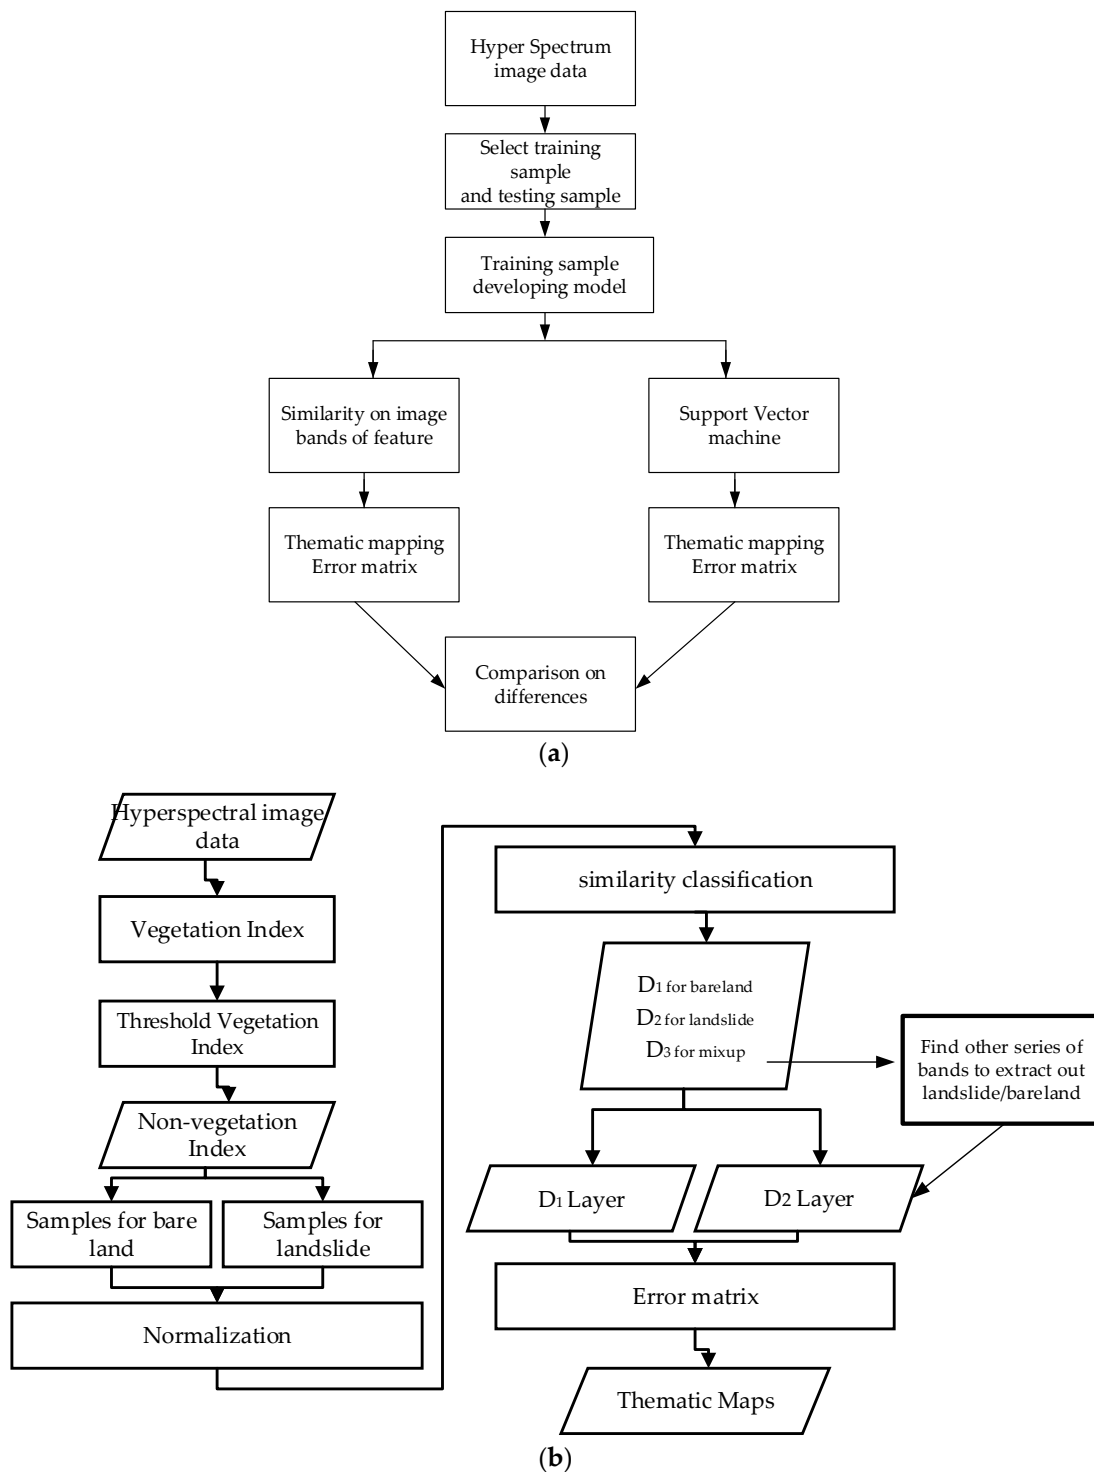 Hyper Spectrum
image data
Select training
sample
and testing sample
Training sample
developing model
Similarity on image
bands of feature
Support Vector
machine
Thematic mapping
Error matrix
Thematic mapping
Error matrix
Comparison on
differences
(a)
Hyperspectral image
data
Vegetation Index
Threshold Vegetation
Index
Non-vegetation
Index
Samples for bare
land
Samples for
landslide
Normalization
similarity classification
D1 for bareland
D2 for landslide
D3 for mixup
Find other series of
bands to extract out
landslide/bareland
D1 Layer
D2 Layer
Error matrix
Thematic Maps
(b)